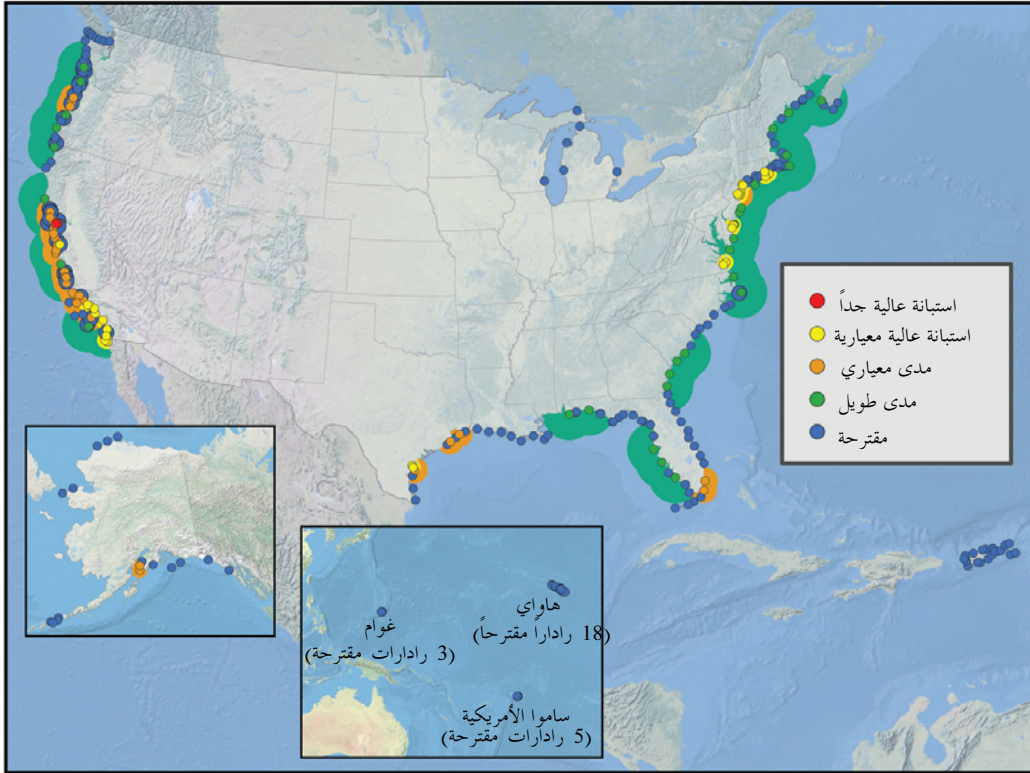 استبانة عالية جداً
استبانة عالية معيارية
مدى معياري
مدى طويل
مقترحة
هاواي
(18 راداراً مقترحاً)
غوام
(3 رادارات مقترحة)
ساموا الأمريكية
(5 رادارات مقترحة)